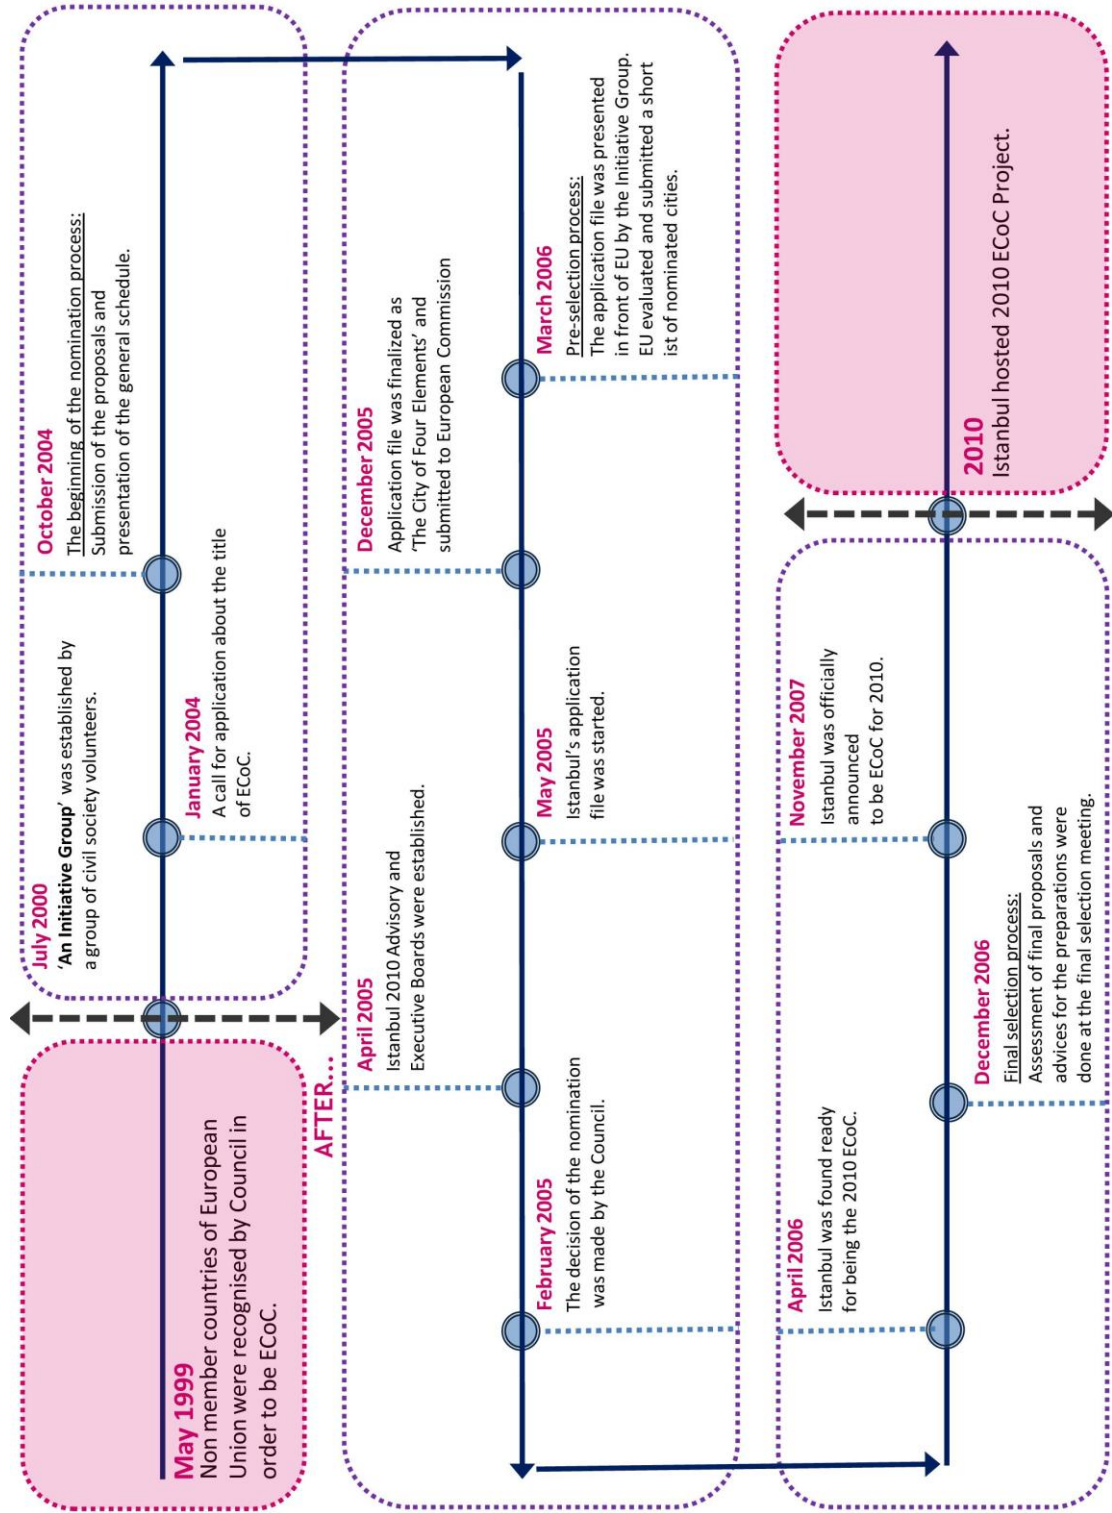 May 1999
Non member countries of European
Union were recognised by Council in
order to be ECoC.
AFTER...
July 2000
'An Initiative Group' was established by
a group of civil society volunteers.
January 2004
A call for application about the title
of ECoC.
October 2004
The beginning of the nomination process:
Submission of the proposals and
presentation of the general schedule.
February 2005
The decision of the nomination
was made by the Council.
April 2005
Istanbul 2010 Advisory and
Executive Boards were established.
May 2005
Istanbul's application
file was started.
December 2005
Application file was finalized as
'The City of Four Elements' and
submitted to European Commission
March 2006
Pre-selection process:
The application file was presented
in front of EU by the Initiative Group.
EU evaluated and submitted a short
ist of nominated cities.
April 2006
Istanbul was found ready
for being the 2010 ECoC.
December 2006
Final selection process:
Assessment of final proposals and
advices for the preparations were
done at the final selection meeting.
November 2007
Istanbul was officially
announced
to be ECoC for 2010.
2010
Istanbul hosted 2010 ECoC Project.